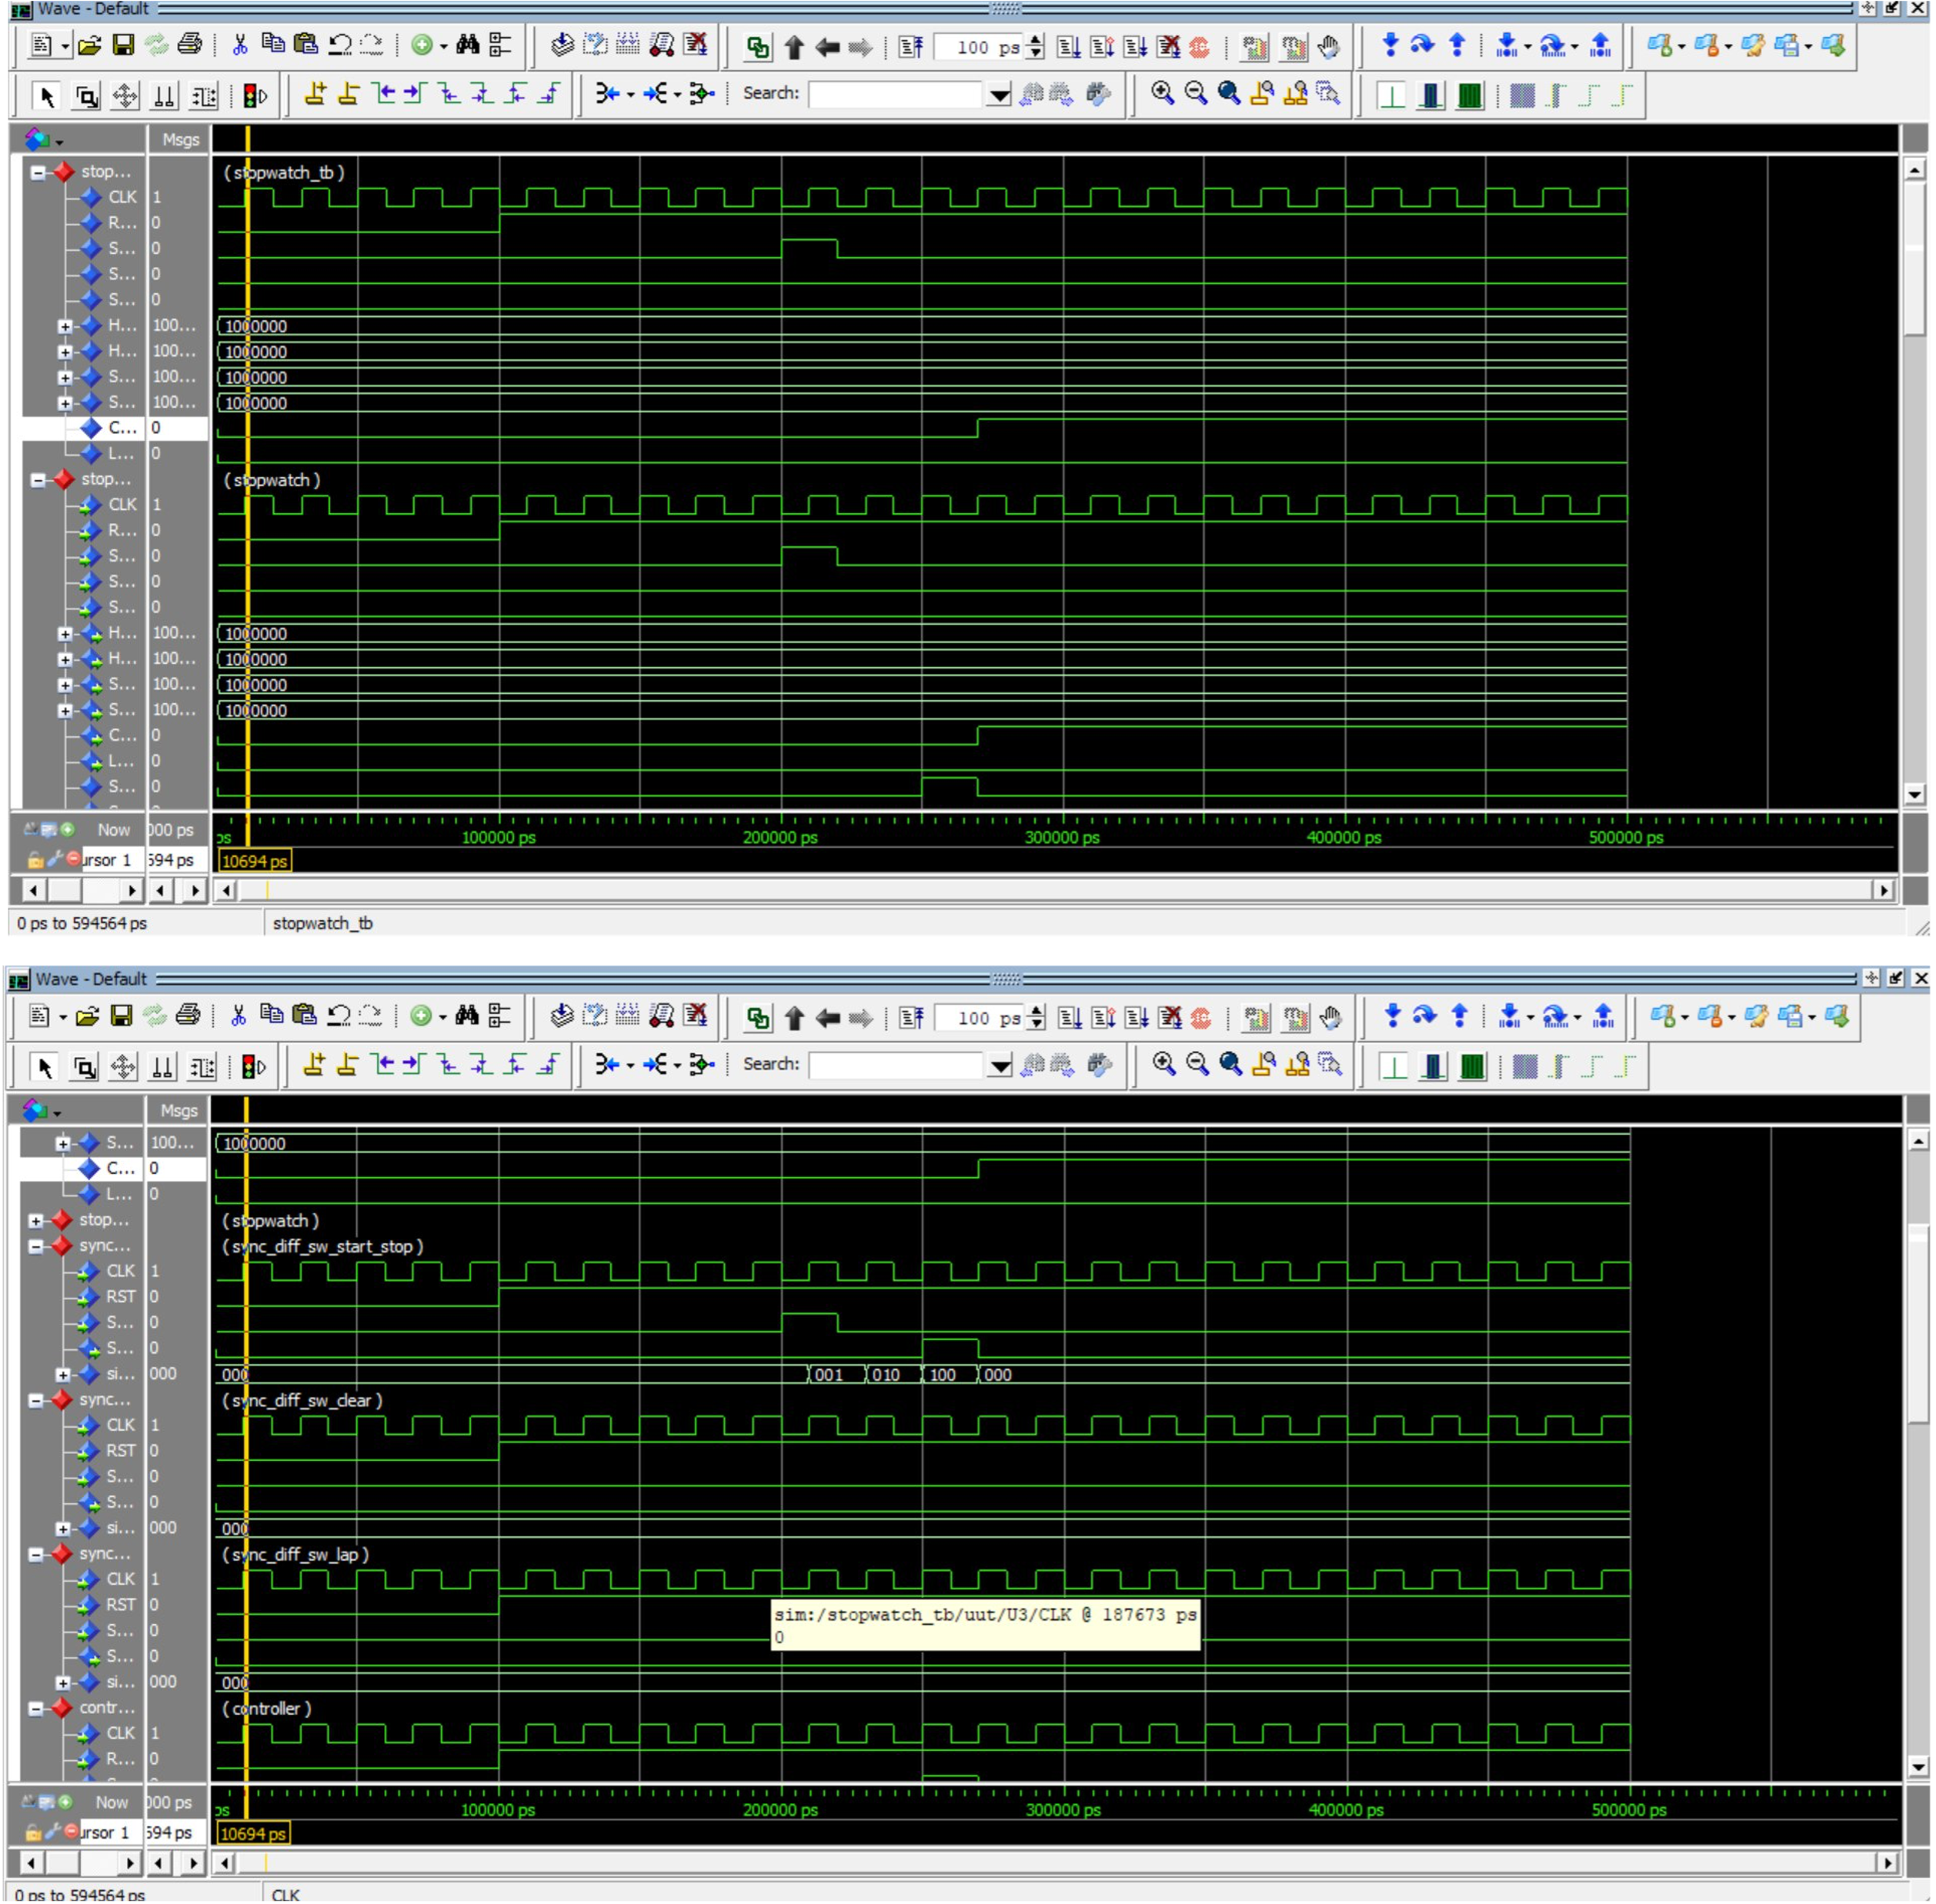 Wave - Default
100 ps
Search:
Msgs
stop...
( stopwatch_tb )
CLK 1
R... 0
S... 0
S... 0
S... 0
H... 100... 1000000
H... 100... 1000000
S... 100... 1000000
S... 100... 1000000
C... 0
L... 0
stop... ( stopwatch )
CLK 1
R... 0
S... 0
S... 0
S... 0
H... 100... 1000000
H... 100... 1000000
S... 100... 1000000
S... 100... 1000000
C... 0
L... 0
S... 0
Now 000 ps ps 100000 ps 200000 ps 300000 ps 400000 ps 500000 ps
ursor 1 594 ps 10694 ps
0 ps to 594564 ps stopwatch_tb
Wave - Default
100 ps
Search:
Msgs
S... 100... 1000000
C... 0
L... 0
stop... ( stopwatch )
sync... ( sync_diff_sw_start_stop )
CLK 1
RST 0
S... 0
S... 0
si... 000 000 001 010 100 000
sync... ( sync_diff_sw_clear )
CLK 1
RST 0
S... 0
S... 0
si... 000 000
sync... ( sync_diff_sw_lap )
CLK 1
RST 0
sim:/stopwatch_tb/uut/U3/CLK @ 187673 ps
S... 0
0
S... 0
si... 000 000
contr... ( controller )
CLK 1
R... 0
Now 000 ps ps 100000 ps 200000 ps 300000 ps 400000 ps 500000 ps
ursor 1 594 ps 10694 ps
0 ps to 594564 ps CLK